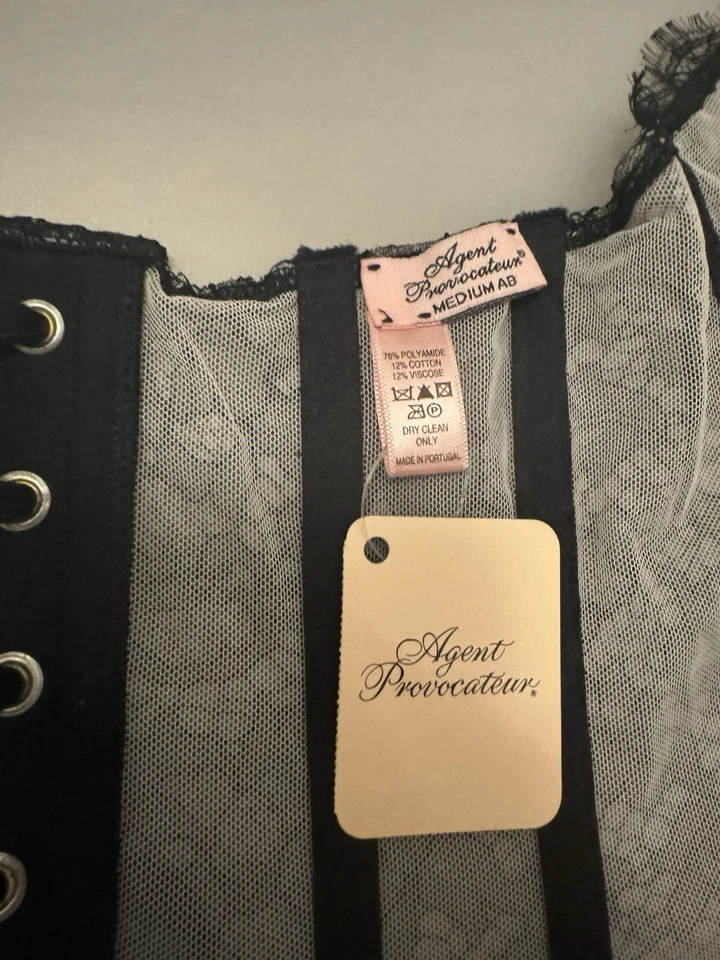 Agent
Provocateur®
MEDIUM AB
76% POLYAMIDE
12% COTTON
12% VISCOSE
P
DRY CLEAN
ONLY
MADE IN PORTUGAL
Agent
Provocateur®